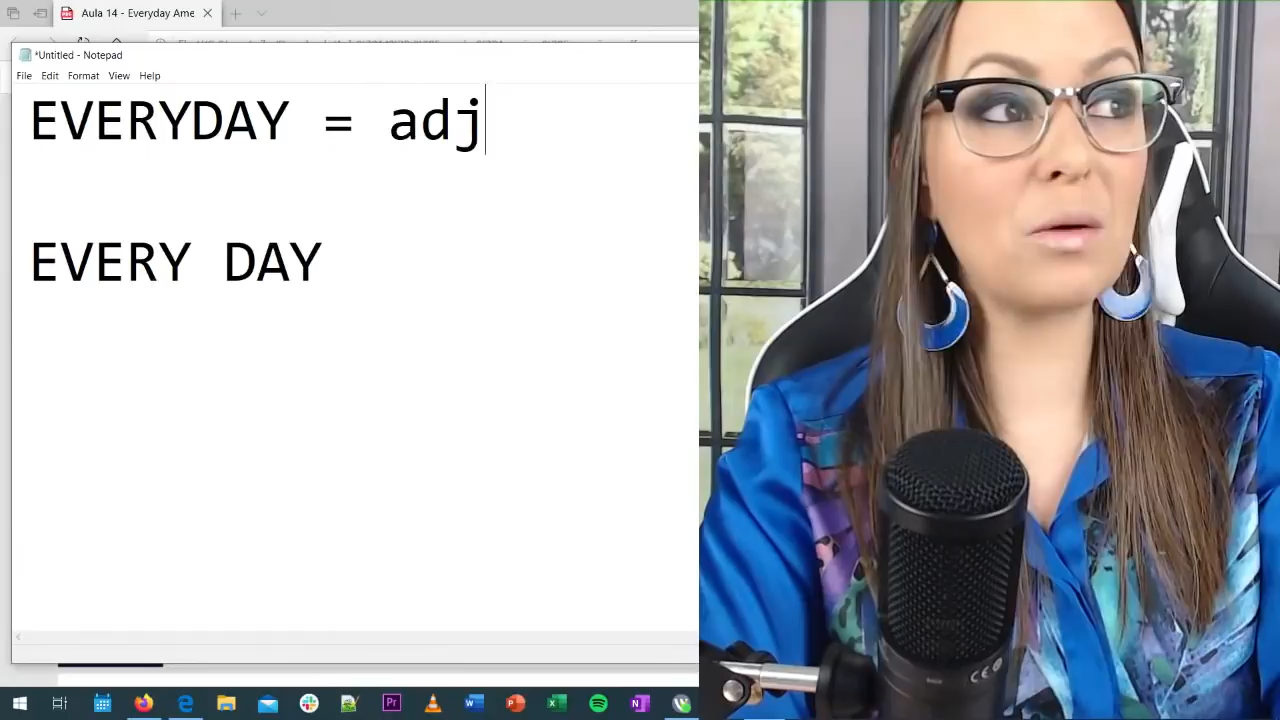 Aula 14 - Everyday Ame
*Untitled - Notepad
File Edit Format View Help
EVERYDAY = adj
EVERY DAY